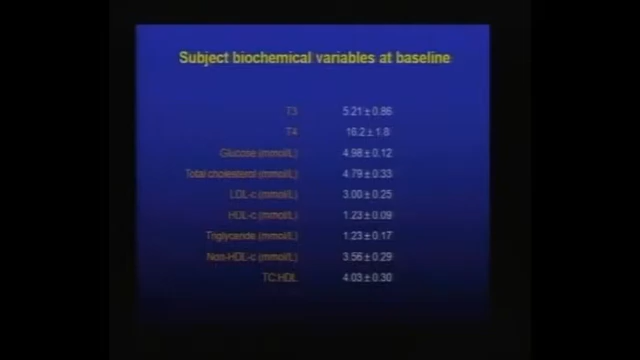 Subject biochemical variables at baseline
T3 5.21 ± 0.86
T4 16.2 ± 1.8
Glucose (mmol/L) 4.98 ± 0.12
Total cholesterol (mmol/L) 4.79 ± 0.33
LDL-c (mmol/L) 3.00 ± 0.25
HDL-c (mmol/L) 1.23 ± 0.09
Triglyceride (mmol/L) 1.23 ± 0.17
Non-HDL-c (mmol/L) 3.56 ± 0.29
TC:HDL 4.03 ± 0.30